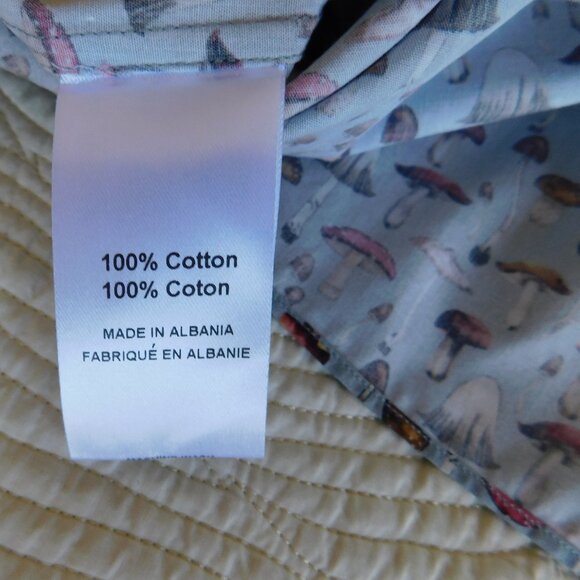 100% Cotton
100% Coton
MADE IN ALBANIA
FABRIQUÉ EN ALBANIE